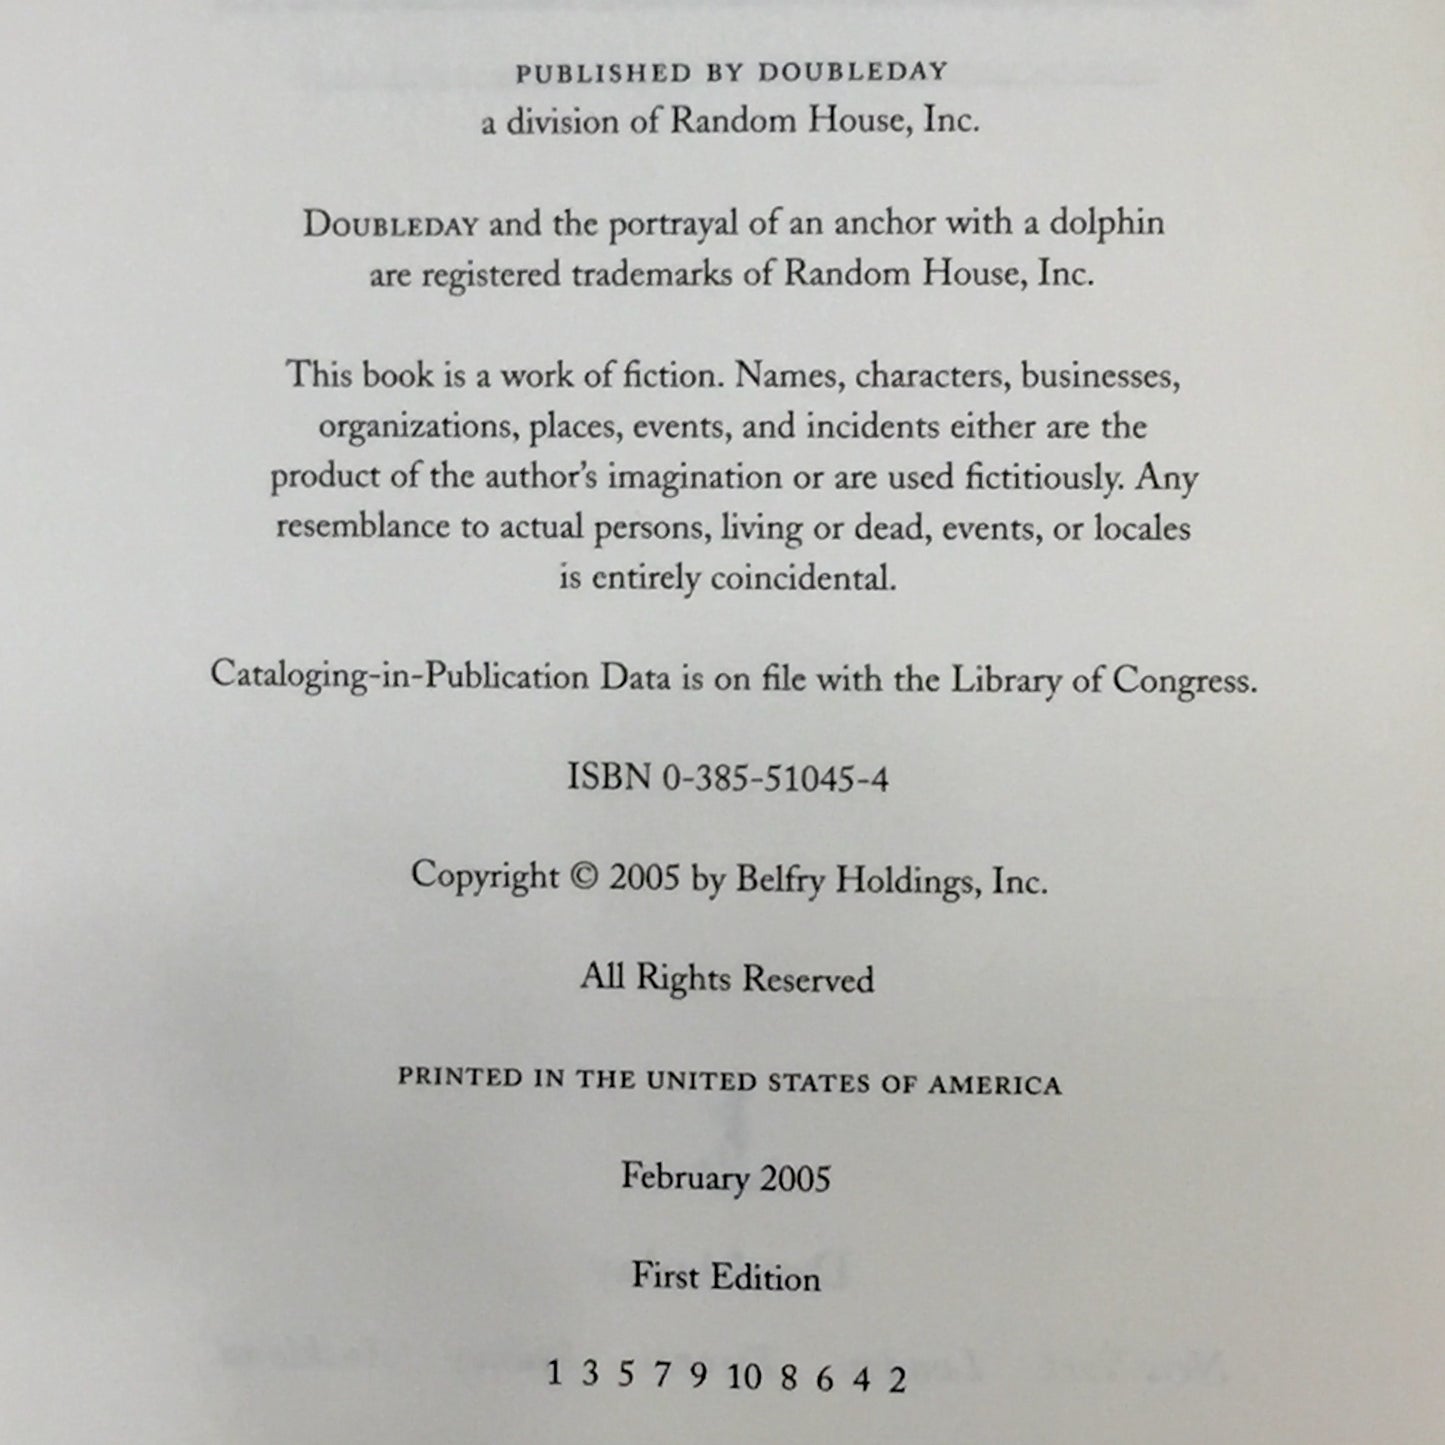 PUBLISHED BY DOUBLEDAY
a division of Random House, Inc.
DOUBLEDAY and the portrayal of an anchor with a dolphin
are registered trademarks of Random House, Inc.
This book is a work of fiction. Names, characters, businesses,
organizations, places, events, and incidents either are the
product of the author's imagination or are used fictitiously. Any
resemblance to actual persons, living or dead, events, or locales
is entirely coincidental.
Cataloging-in-Publication Data is on file with the Library of Congress.
ISBN 0-385-51045-4
Copyright © 2005 by Belfry Holdings, Inc.
All Rights Reserved
PRINTED IN THE UNITED STATES OF AMERICA
February 2005
First Edition
1 3 5 7 9 10 8 6 4 2